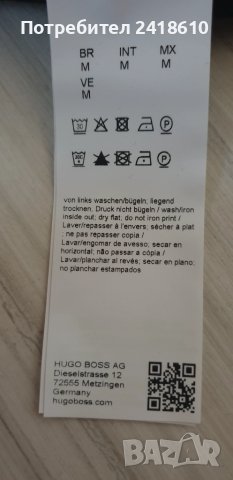 Потребител 2418610
BR INT MX
M M M
VE
M
30
von links waschen/bügeln; liegend
trocknen. Druck nicht bügeln / wash/iron
inside out; dry flat, do not iron print /
Laver/repasser à l'envers; sécher à plat
; ne pas repasser copia /
Lavar/engomar de avesso; secar en
horizontal; não passar a copia /
Lavar/planchar al revés; secar en plano;
no planchar estampados
HUGO BOSS AG
Dieselstrasse 12
72555 Metzingen
Germany
hugoboss.com
BAZAR